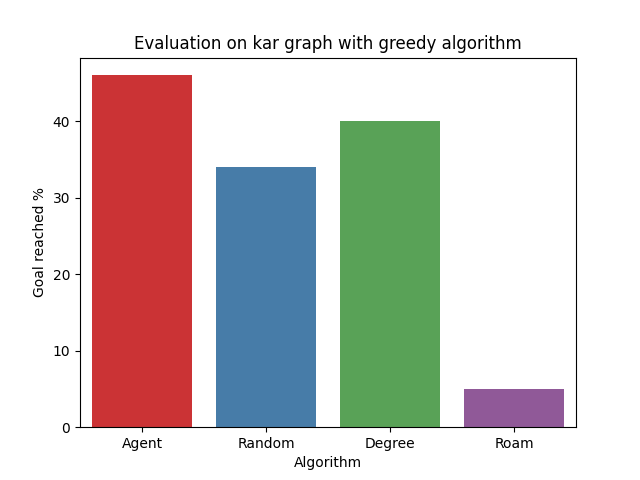 Evaluation on kar graph with greedy algorithm
Goal reached %
40
30
20
10
0
Agent Random Degree Roam
Algorithm